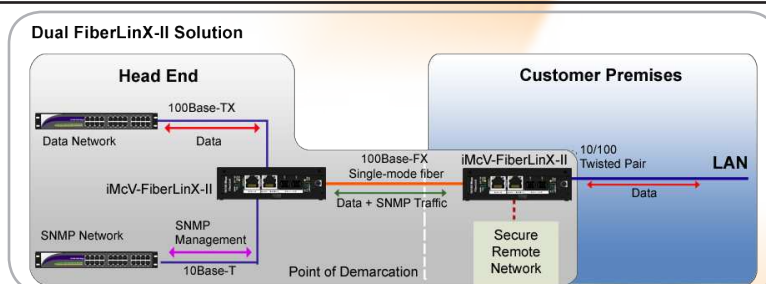 Dual FiberLinX-II Solution
Head End
Customer Premises
100Base-TX
Data
Data Network
iMcV-FiberLinX-II
100Base-FX
Single-mode fiber
Data + SNMP Traffic
iMcV-FiberLinX-II
10/100
Twisted Pair
LAN
Data
SNMP Network
SNMP
Management
10Base-T
Point of Demarcation
Secure
Remote
Network